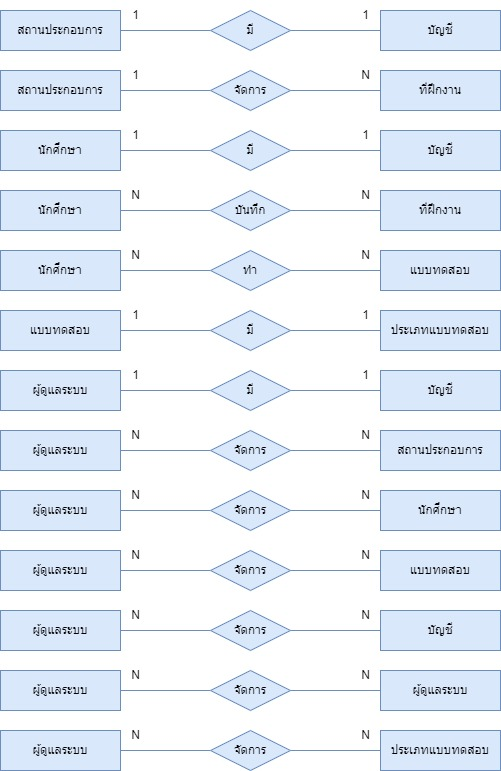 สถานประกอบการ 1 มี 1 บัญชี
สถานประกอบการ 1 จัดการ N ที่ฝึกงาน
นักศึกษา 1 มี 1 บัญชี
นักศึกษา N บันทึก N ที่ฝึกงาน
นักศึกษา N ทำ N แบบทดสอบ
แบบทดสอบ 1 มี 1 ประเภทแบบทดสอบ
ผู้ดูแลระบบ 1 มี 1 บัญชี
ผู้ดูแลระบบ N จัดการ N สถานประกอบการ
ผู้ดูแลระบบ N จัดการ N นักศึกษา
ผู้ดูแลระบบ N จัดการ N แบบทดสอบ
ผู้ดูแลระบบ N จัดการ N บัญชี
ผู้ดูแลระบบ N จัดการ N ผู้ดูแลระบบ
ผู้ดูแลระบบ N จัดการ N ประเภทแบบทดสอบ